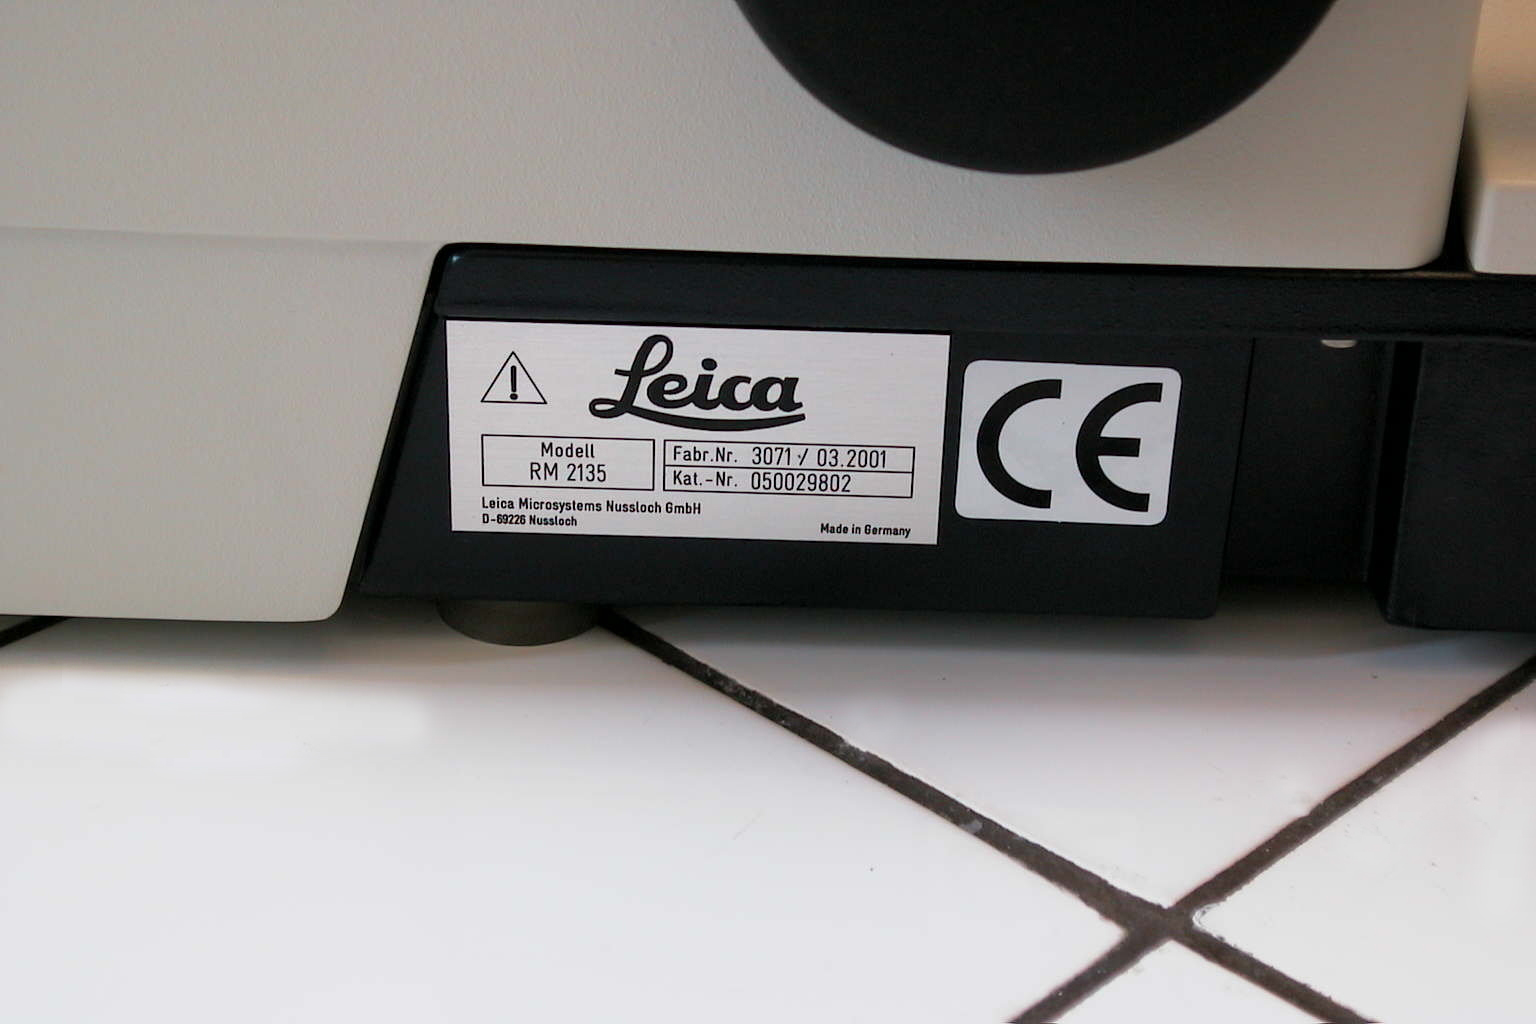 Leica
Modell
RM 2135
Fabr.Nr. 3071 / 03.2001
Kat.-Nr. 050029802
Leica Microsystems Nussloch GmbH
D-69226 Nussloch
Made in Germany
CE